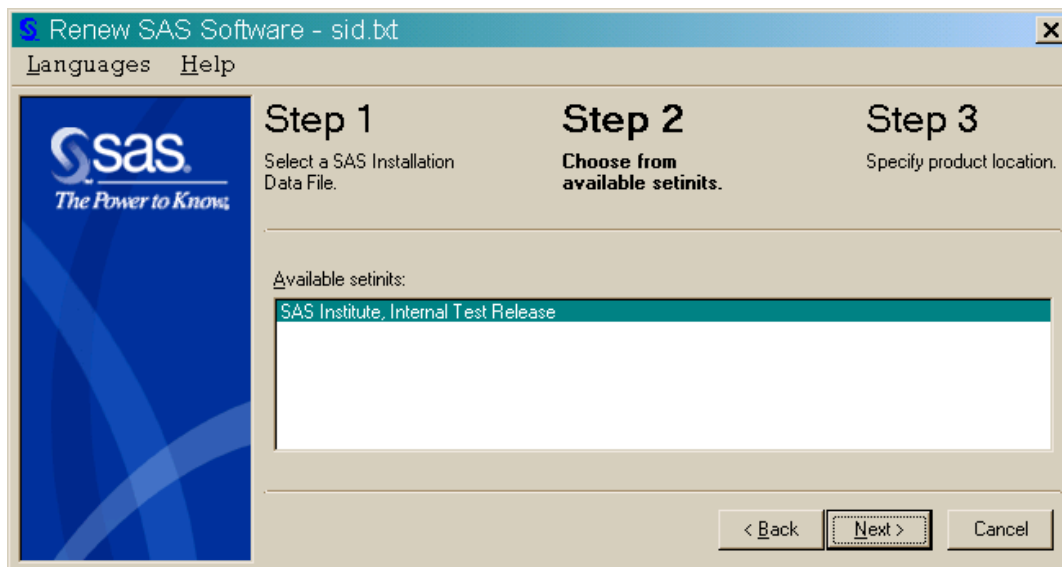 Renew SAS Software - sid.txt
Languages Help
sas.
The Power to Know.
Step 1
Select a SAS Installation
Data File.
Step 2
Choose from
available setinits.
Step 3
Specify product location.
Available setinits:
SAS Institute, Internal Test Release
< Back Next > Cancel